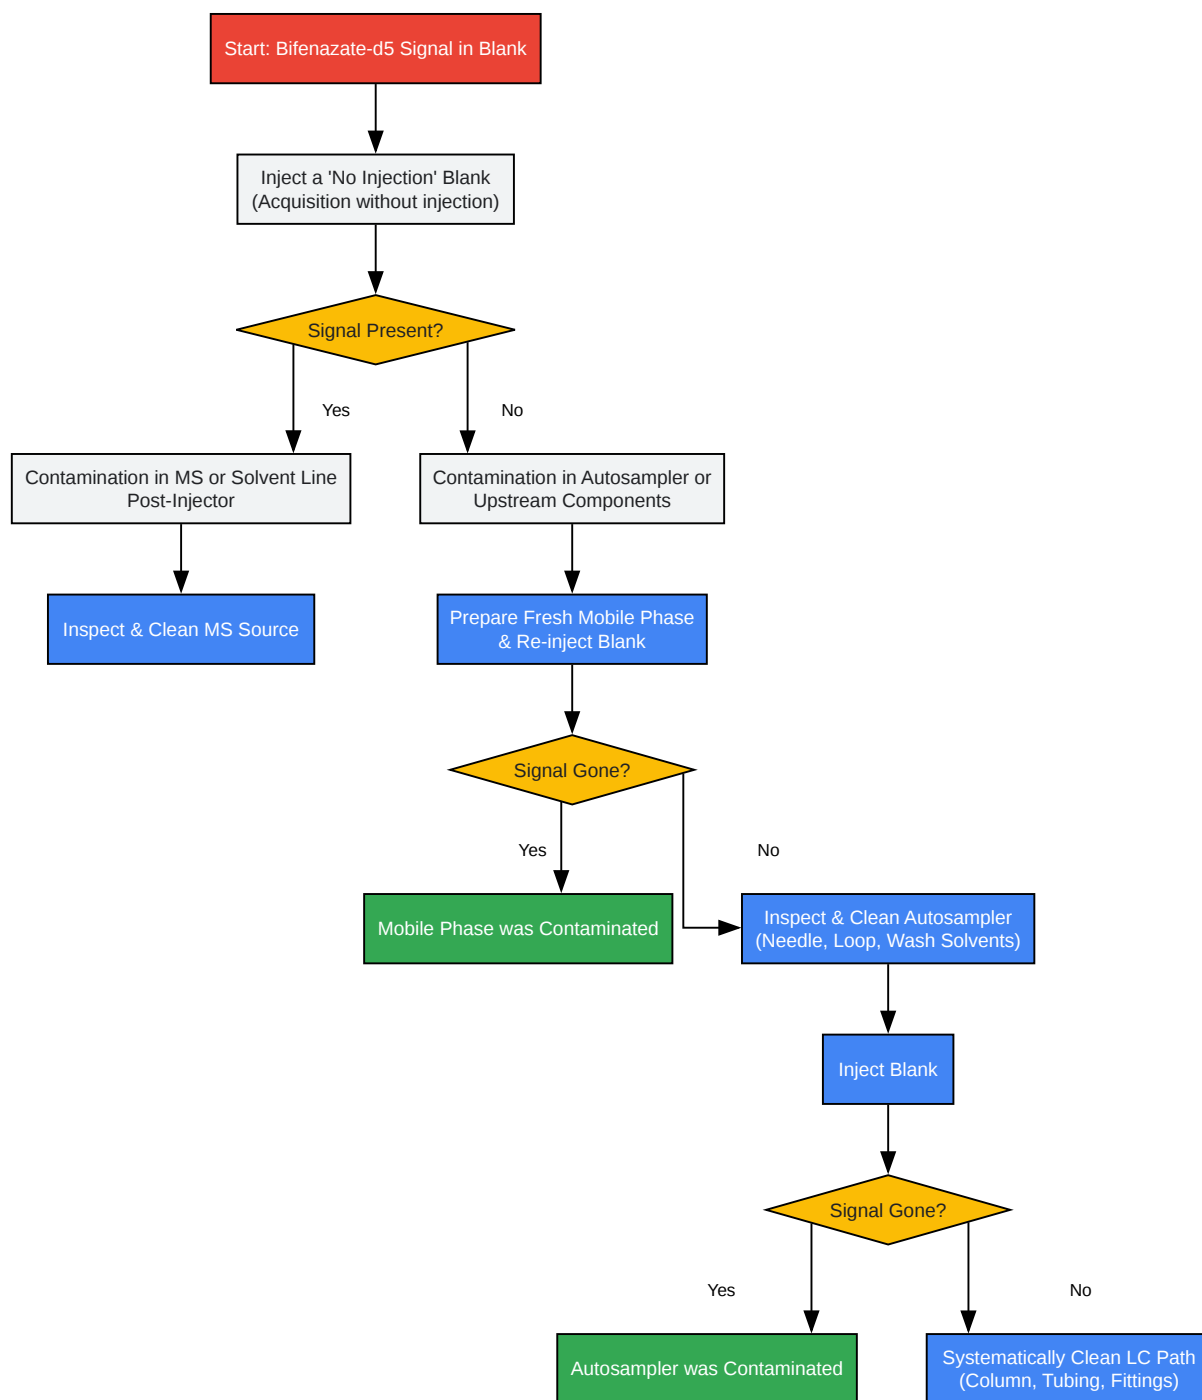 Start: Bifenazate-d5 Signal in Blank
Inject a 'No Injection' Blank
(Acquisition without injection)
Signal Present?
Yes
No
Contamination in MS or Solvent Line
Post-Injector
Contamination in Autosampler or
Upstream Components
Inspect & Clean MS Source
Prepare Fresh Mobile Phase
& Re-inject Blank
Signal Gone?
Yes
No
Mobile Phase was Contaminated
Inspect & Clean Autosampler
(Needle, Loop, Wash Solvents)
Inject Blank
Signal Gone?
Yes
No
Autosampler was Contaminated
Systematically Clean LC Path
(Column, Tubing, Fittings)